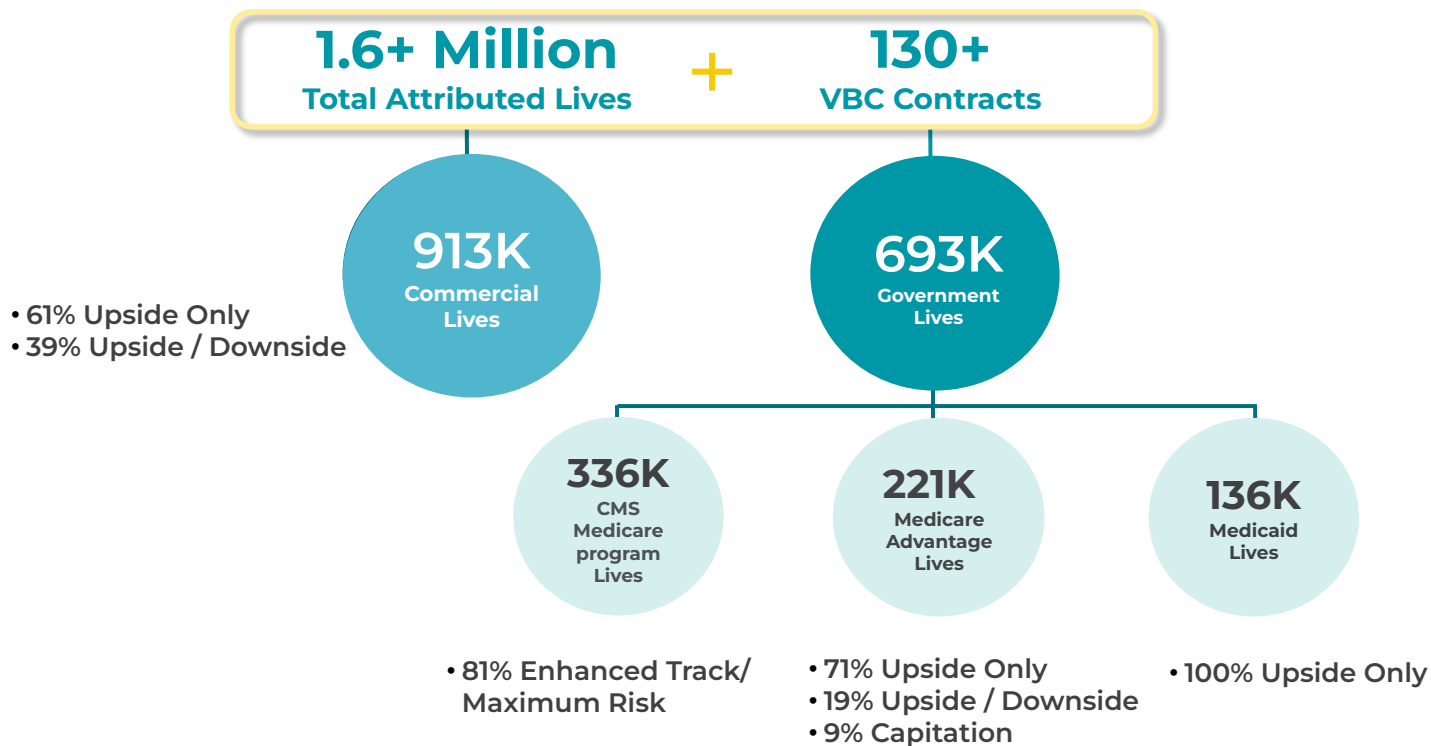 1.6+ Million
Total Attributed Lives
+
130+
VBC Contracts
913K
Commercial
Lives
• 61% Upside Only
• 39% Upside / Downside
693K
Government
Lives
336K
CMS
Medicare
program
Lives
• 81% Enhanced Track/
Maximum Risk
221K
Medicare
Advantage
Lives
• 71% Upside Only
• 19% Upside / Downside
• 9% Capitation
136K
Medicaid
Lives
• 100% Upside Only